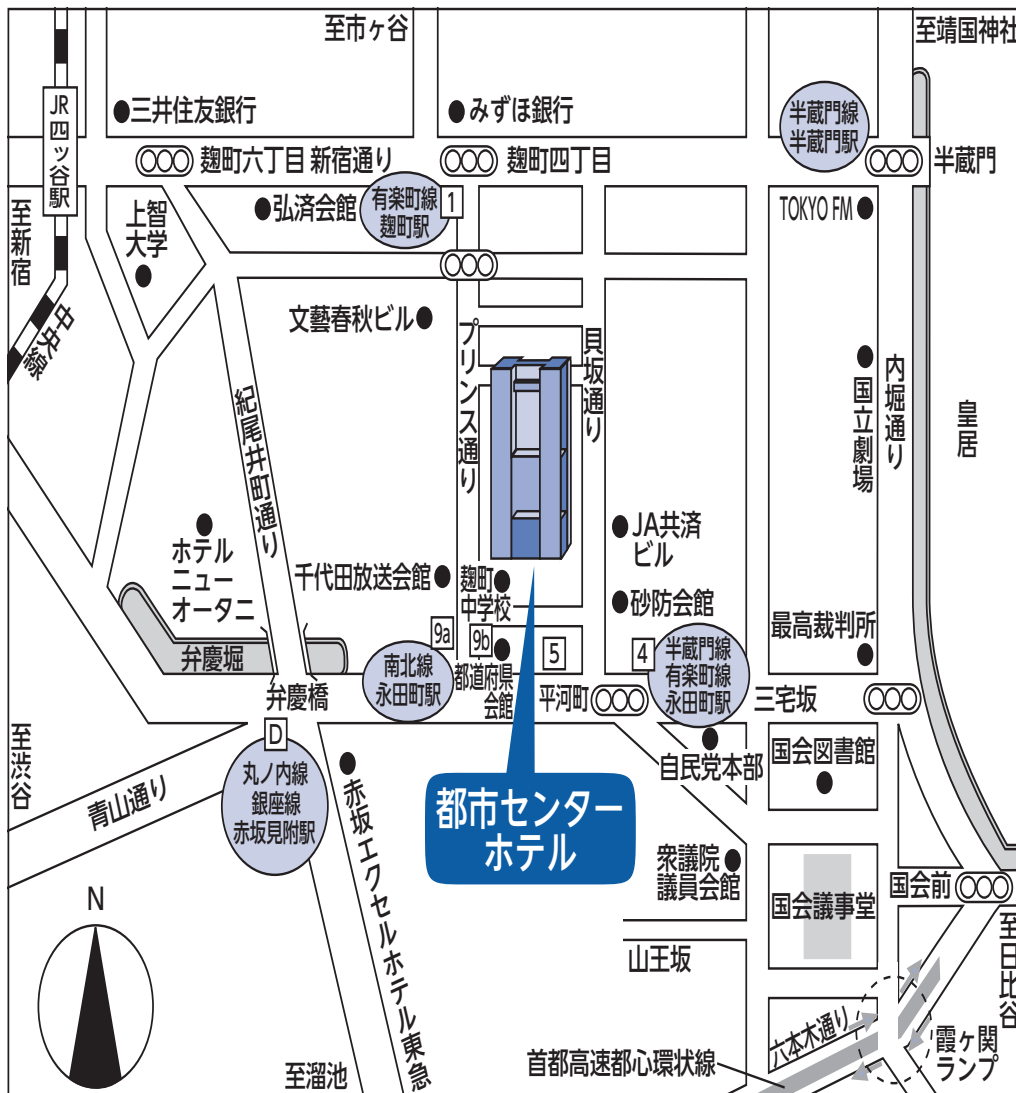 至市ヶ谷
至靖国神社
三井住友銀行
みずほ銀行
半蔵門線
半蔵門駅
JR四ツ谷駅
麹町六丁目
新宿通り
麹町四丁目
半蔵門
至新宿
上智
大学
弘済会館
有楽町線
麹町駅
1
TOKYO FM
中央線
文藝春秋ビル
プリンス通り
貝坂通り
国立劇場
内堀通り
皇居
紀尾井町通り
ホテル
ニュー
オータニ
千代田放送会館
麹町
中学校
JA共済
ビル
砂防会館
最高裁判所
弁慶堀
9a
9b
5
4
南北線
永田町駅
都道府県
会館
半蔵門線
有楽町線
永田町駅
弁慶橋
平河町
三宅坂
至渋谷
D
青山通り
丸ノ内線
銀座線
赤坂見附駅
赤坂エクセルホテル東急
都市センター
ホテル
自民党本部
国会図書館
衆議院
議員会館
国会議事堂
国会前
至日比谷
N
山王坂
六本木通り
霞ヶ関
ランプ
首都高速都心環状線
至溜池